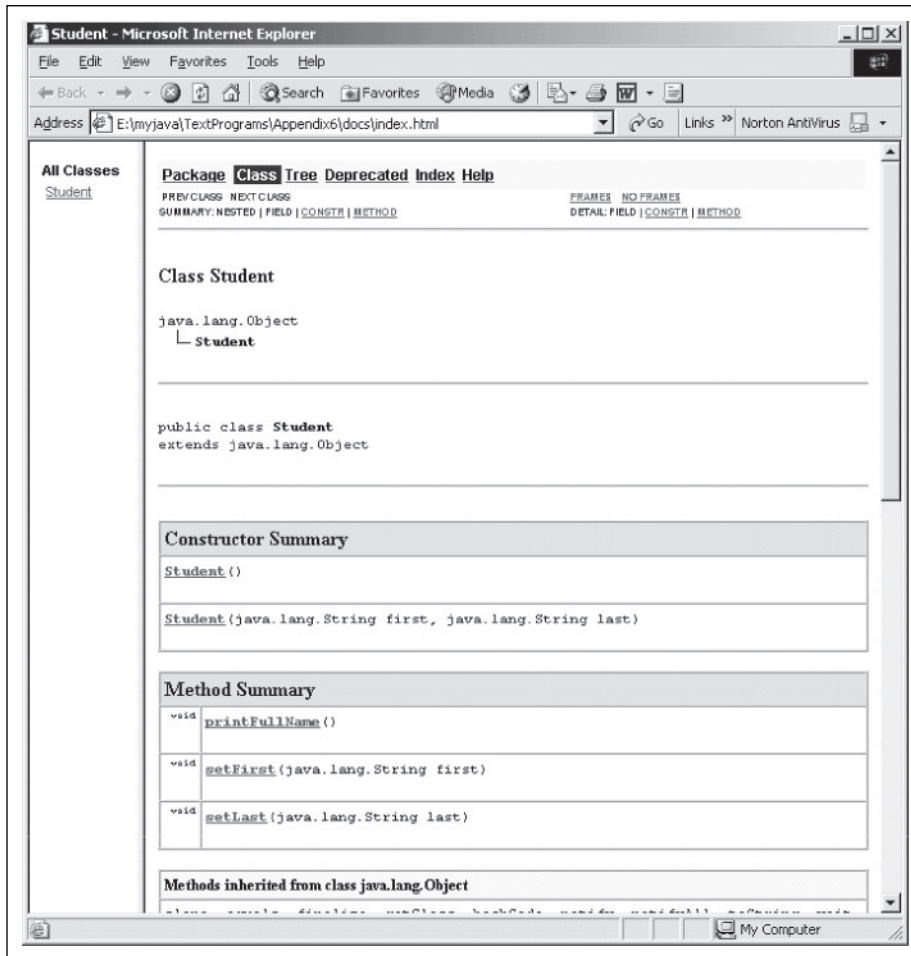 Student - Microsoft Internet Explorer
File Edit View Favorites Tools Help
Back Search Favorites Media
Address E:\myjava\TextPrograms\Appendix6\docs\index.html Go Links » Norton AntiVirus
All Classes
Student
Package Class Tree Deprecated Index Help
PREV CLASS NEXT CLASS FRAMES NO FRAMES
SUMMARY: NESTED | FIELD | CONSTR | METHOD DETAIL: FIELD | CONSTR | METHOD
Class Student
java.lang.Object
Student
public class Student
extends java.lang.Object
Constructor Summary
Student()
Student(java.lang.String first, java.lang.String last)
Method Summary
void printFullName()
void setFirst(java.lang.String first)
void setLast(java.lang.String last)
Methods inherited from class java.lang.Object
My Computer